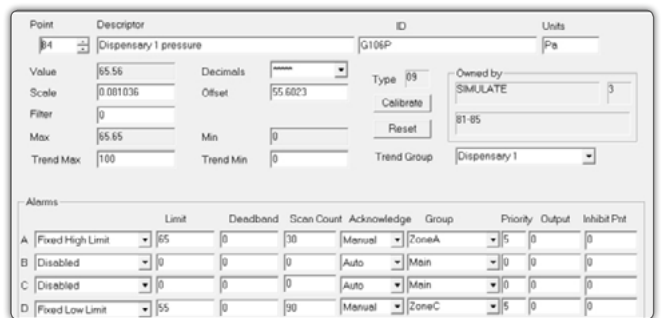 Point Descriptor ID Units
84 Dispensary 1 pressure G106P Pa
Value 65.56 Decimals Type 09 Owned by
SIMULATE 3
Scale 0.081036 Offset 55.6023 Calibrate
Filter 0 81-85
Reset
Max 65.65 Min 0
Trend Max 100 Trend Min 0 Trend Group Dispensary 1
Alarms
Limit Deadband Scan Count Acknowledge Group Priority Output Inhibit Pnt
A Fixed High Limit 65 0 30 Manual ZoneA 5 0 0
B Disabled 0 0 0 Auto Main 0 0 0
C Disabled 0 0 0 Auto Main 0 0 0
D Fixed Low Limit 55 0 90 Manual ZoneC 5 0 0